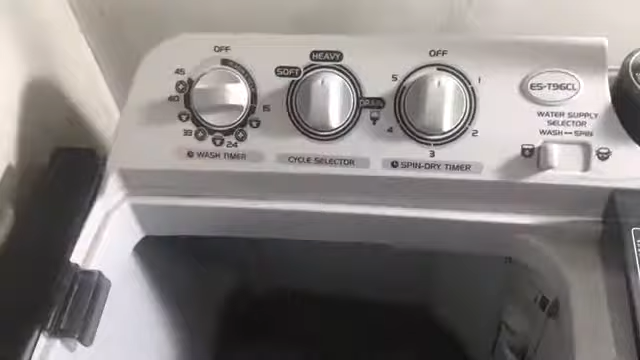 OFF
45
40
33
24
15
WASH TIMER
HEAVY
SOFT
DRAIN
CYCLE SELECTOR
OFF
5
1
4
2
3
SPIN-DRY TIMER
ES-T96CL
WATER SUPPLY
SELECTOR
WASH SPIN